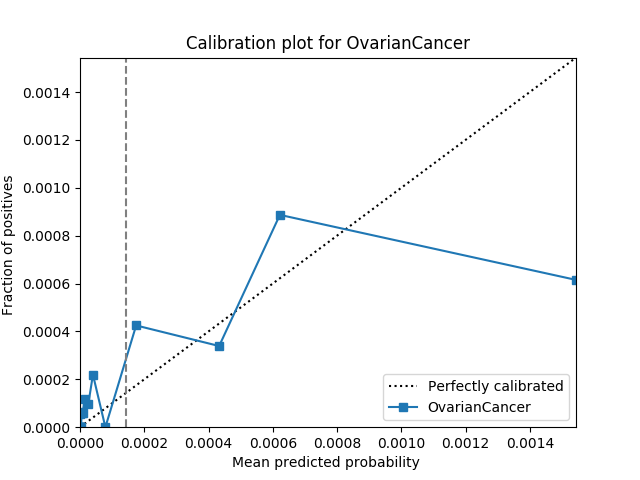 Calibration plot for OvarianCancer
Fraction of positives
0.0014
0.0012
0.0010
0.0008
0.0006
0.0004
0.0002
0.0000
0.0000 0.0002 0.0004 0.0006 0.0008 0.0010 0.0012 0.0014
Mean predicted probability
Perfectly calibrated
OvarianCancer